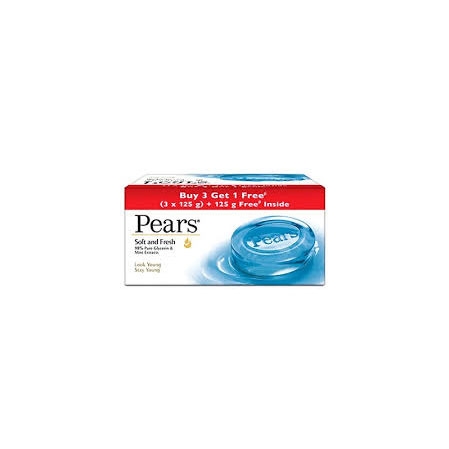 Pears
Buy 3 Get 1 Free#
(3 x 125 g) + 125 g Free# Inside
Pears®
Soft and Fresh
98% Pure Glycerin &
Mint Extracts
Look Young
Stay Young
Pears